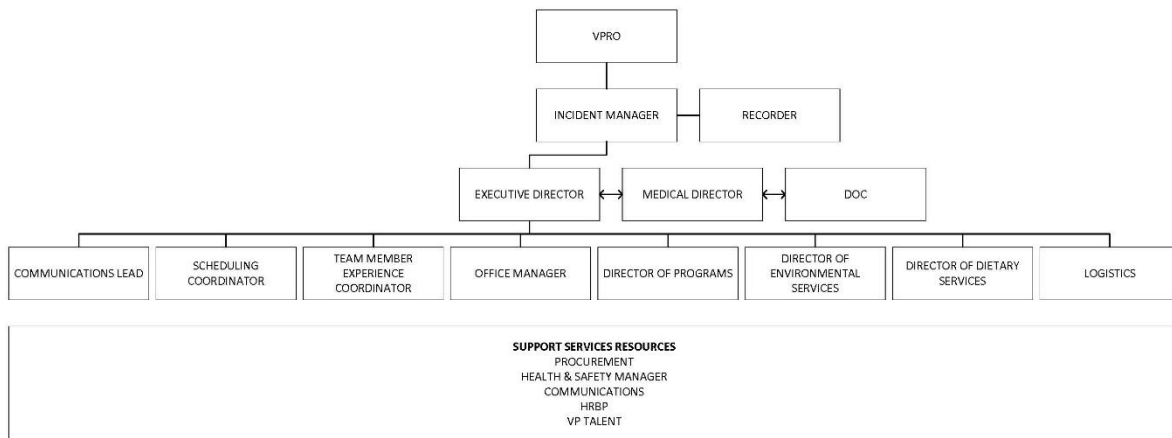 VPRO
INCIDENT MANAGER
RECORDER
EXECUTIVE DIRECTOR
MEDICAL DIRECTOR
DOC
COMMUNICATIONS LEAD
SCHEDULING
COORDINATOR
TEAM MEMBER
EXPERIENCE
COORDINATOR
OFFICE MANAGER
DIRECTOR OF PROGRAMS
DIRECTOR OF
ENVIRONMENTAL
SERVICES
DIRECTOR OF DIETARY
SERVICES
LOGISTICS
SUPPORT SERVICES RESOURCES
PROCUREMENT
HEALTH & SAFETY MANAGER
COMMUNICATIONS
HRBP
VP TALENT